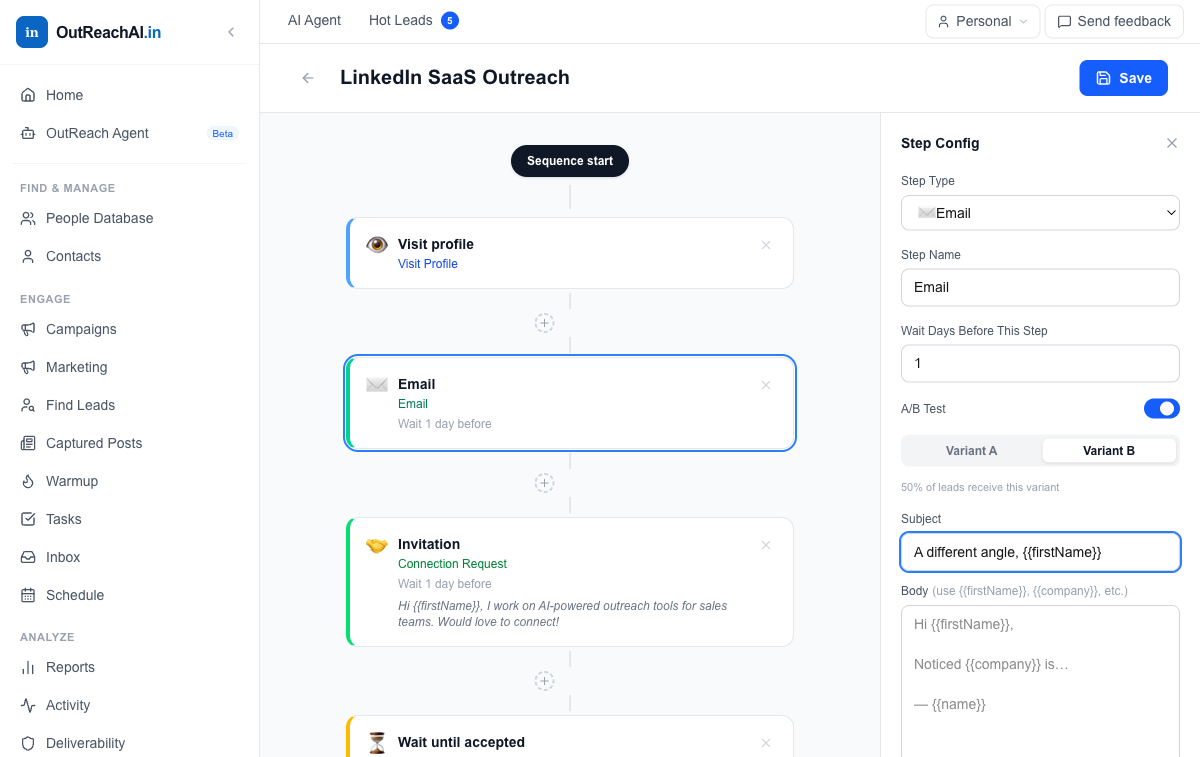 in OutReachAI.in
Home
OutReach Agent Beta
FIND & MANAGE
People Database
Contacts
ENGAGE
Campaigns
Marketing
Find Leads
Captured Posts
Warmup
Tasks
Inbox
Schedule
ANALYZE
Reports
Activity
Deliverability
AI Agent Hot Leads 5 Personal Send feedback
LinkedIn SaaS Outreach Save
Sequence start
Visit profile
Visit Profile
Email
Email
Wait 1 day before
Invitation
Connection Request
Wait 1 day before
Hi {{firstName}}, I work on AI-powered outreach tools for sales
teams. Would love to connect!
Wait until accepted
Step Config
Step Type
Email
Step Name
Email
Wait Days Before This Step
1
A/B Test
Variant A Variant B
50% of leads receive this variant
Subject
A different angle, {{firstName}}
Body (use {{firstName}}, {{company}}, etc.)
Hi {{firstName}},
Noticed {{company}} is…
— {{name}}